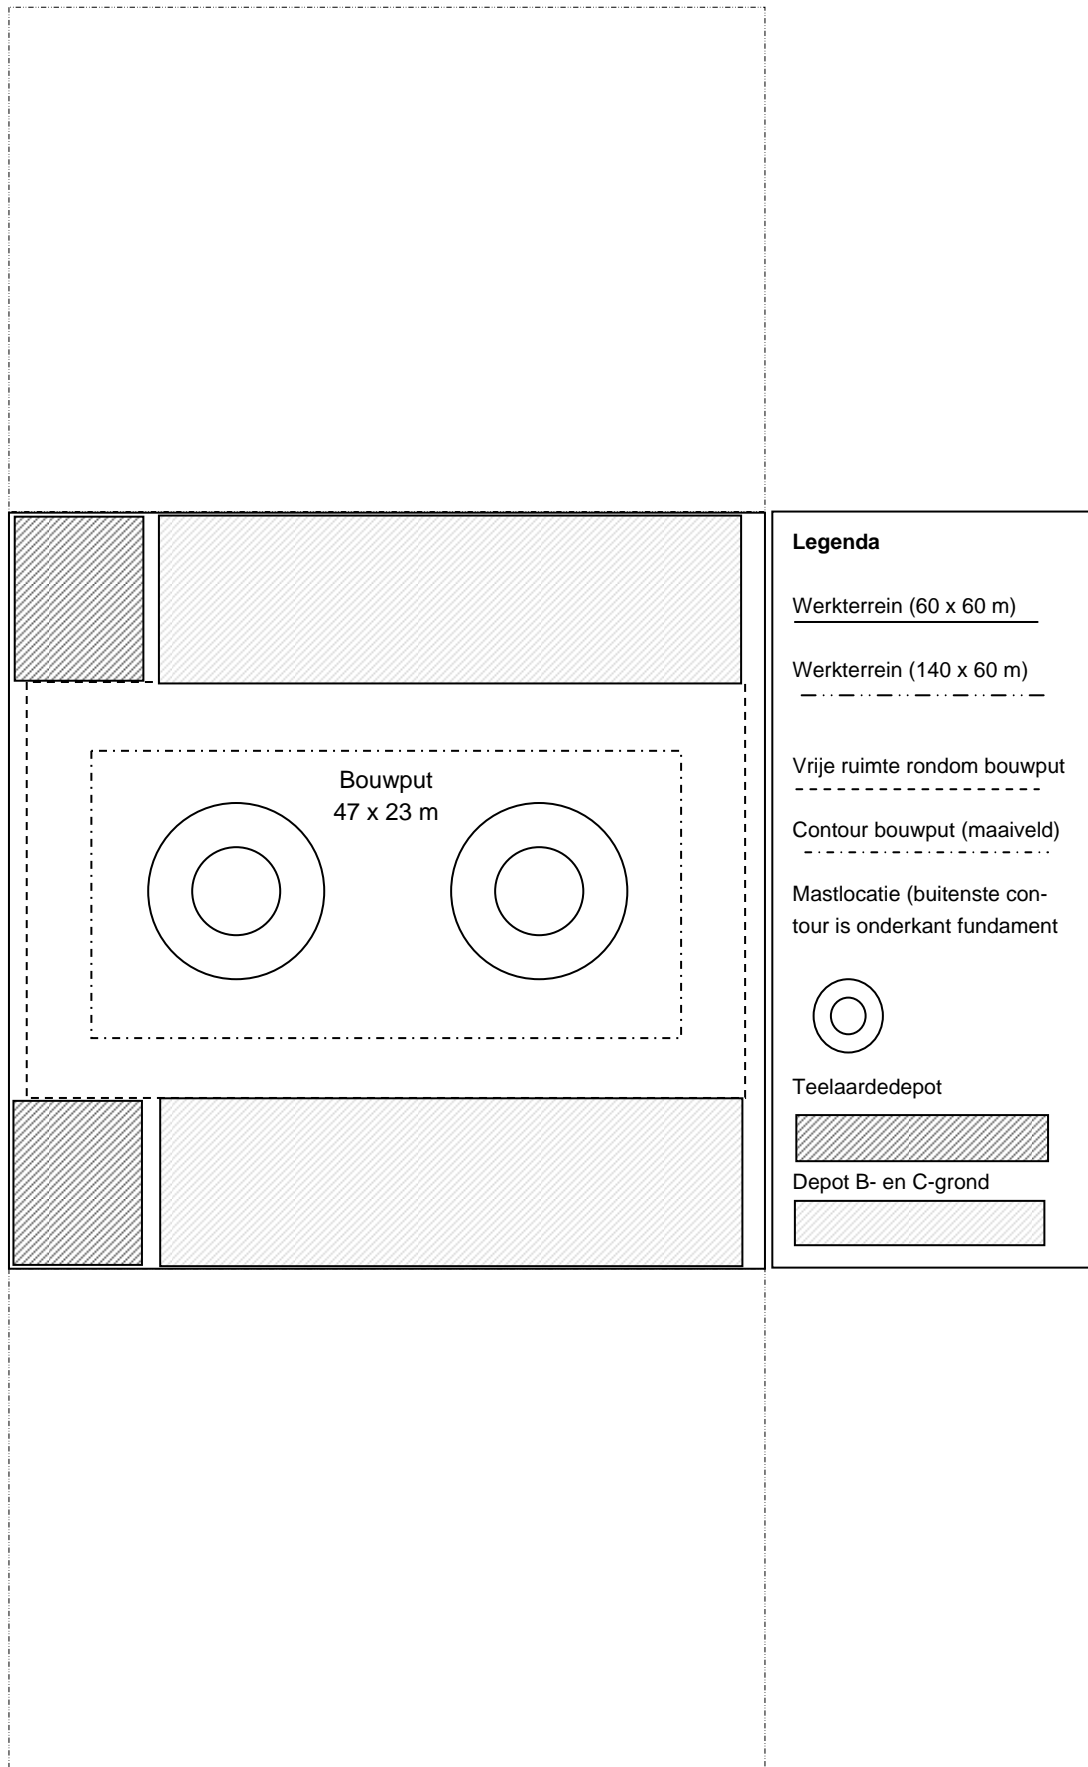 Bouwput
47 x 23 m
Legenda
Werkterrein (60 x 60 m)
Werkterrein (140 x 60 m)
Vrije ruimte rondom bouwput
Contour bouwput (maaiveld)
Mastlocatie (buitenste con-
tour is onderkant fundament
Teelaardedepot
Depot B- en C-grond